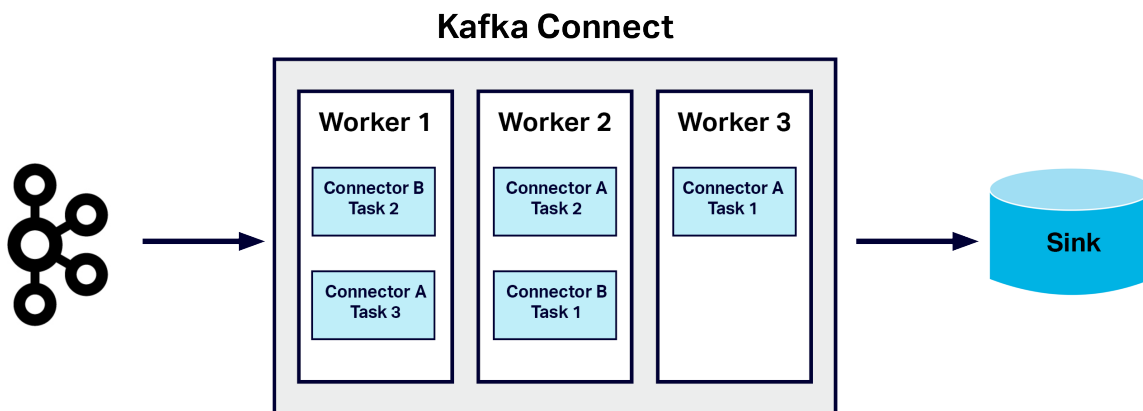 Kafka Connect
Worker 1
Connector B
Task 2
Connector A
Task 3
Worker 2
Connector A
Task 2
Connector B
Task 1
Worker 3
Connector A
Task 1
Sink